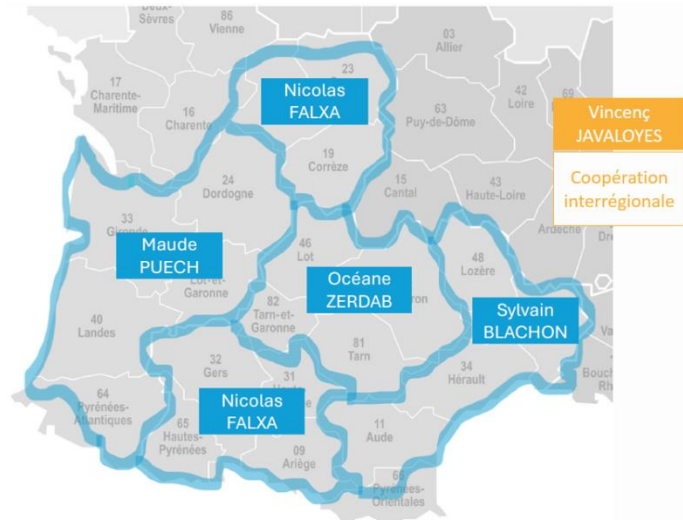 Sèvres
86
Vienne
03
Allier
17
Charente-
Maritime
16
Charente
23
Nicolas
FALXA
63
Puy-de-Dôme
42
Loire
69
Vincenç
JAVALOYES
Coopération
interrégionale
19
Corrèze
24
Dordogne
15
Cantal
43
Haute-Loire
Ardèche
33
Maude
PUECH
Lot-et-
Garonne
46
Lot
Océane
ZERDAB
48
Lozère
Sylvain
BLACHON
82
Tarn-et-
Garonne
40
Landes
81
Tarn
32
Gers
31
Nicolas
FALXA
34
Hérault
64
Pyrénées-
Atlantiques
65
Hautes-
Pyrénées
09
Ariège
11
Aude
66
Pyrénées-
Orientales